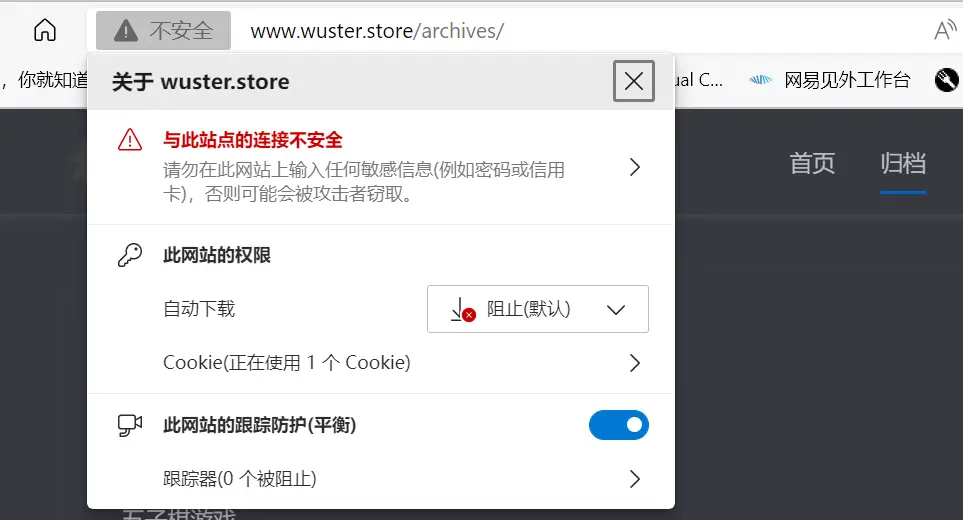 不安全 www.wuster.store/archives/ A
,你就知道 ual C... 网易见外工作台
关于 wuster.store
首页 归档
与此站点的连接不安全
请勿在此网站上输入任何敏感信息(例如密码或信用
卡)，否则可能会被攻击者窃取。
此网站的权限
自动下载 阻止(默认)
Cookie(正在使用 1 个 Cookie)
此网站的跟踪防护(平衡)
跟踪器(0 个被阻止)
五子棋游戏